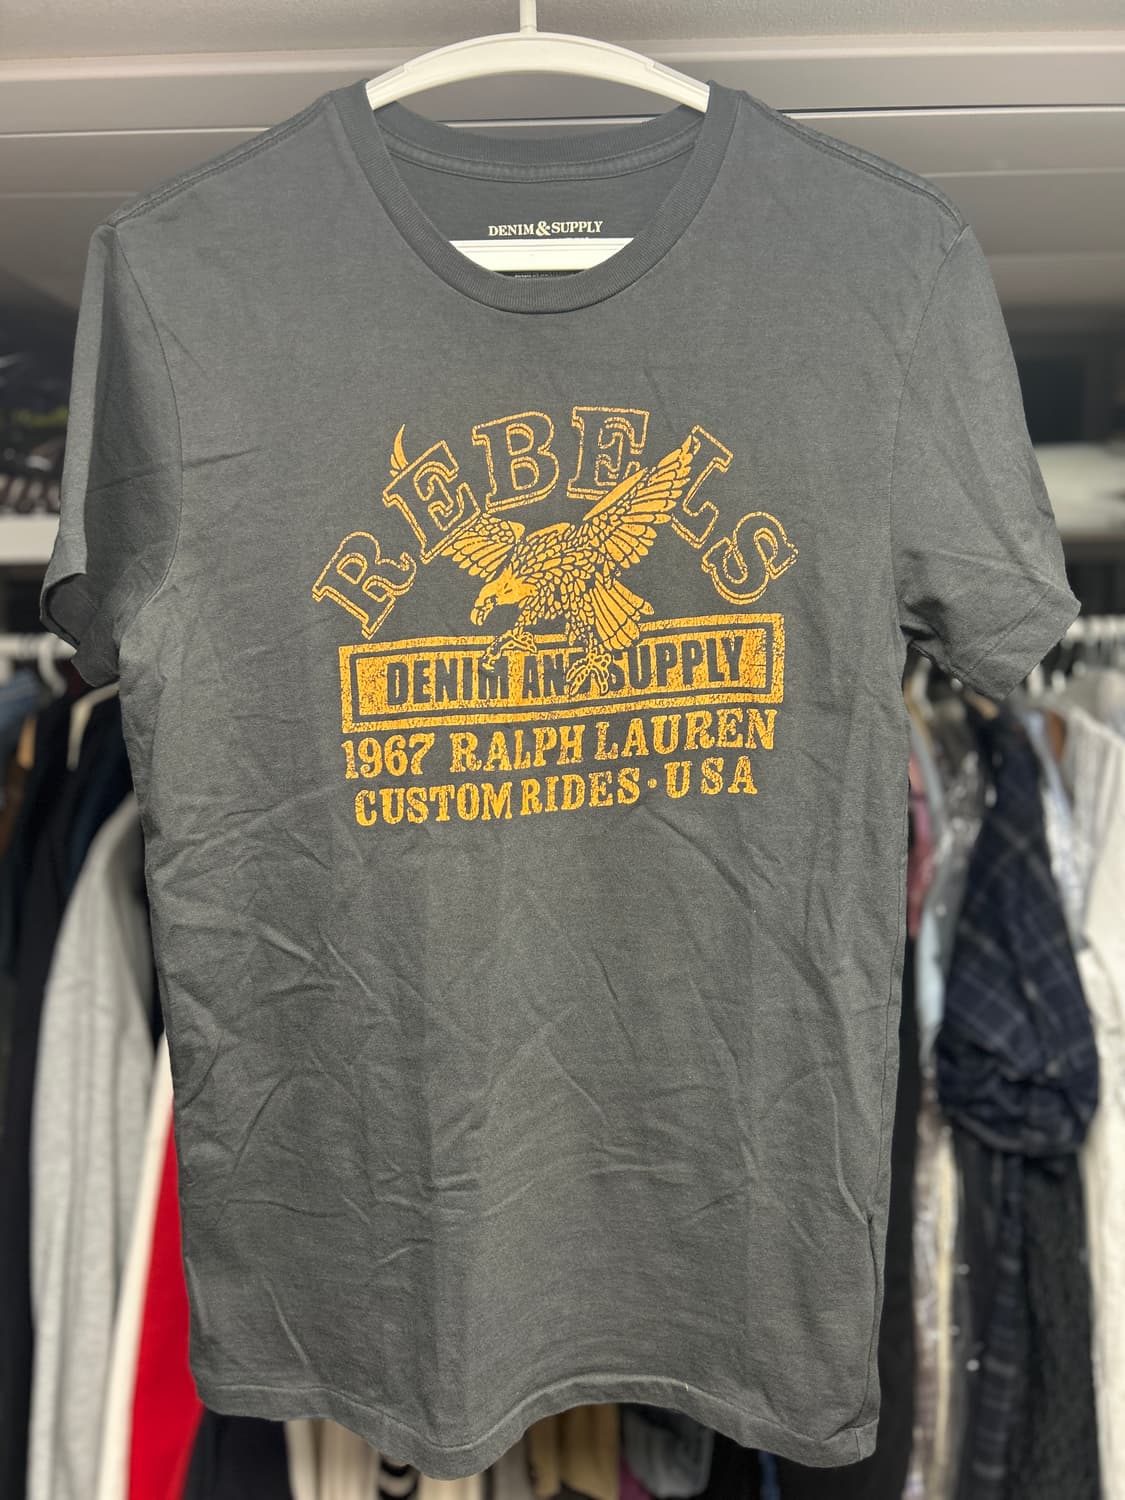 DENIM & SUPPLY
REBELS
DENIM AND SUPPLY
1967 RALPH LAUREN
CUSTOM RIDES · USA